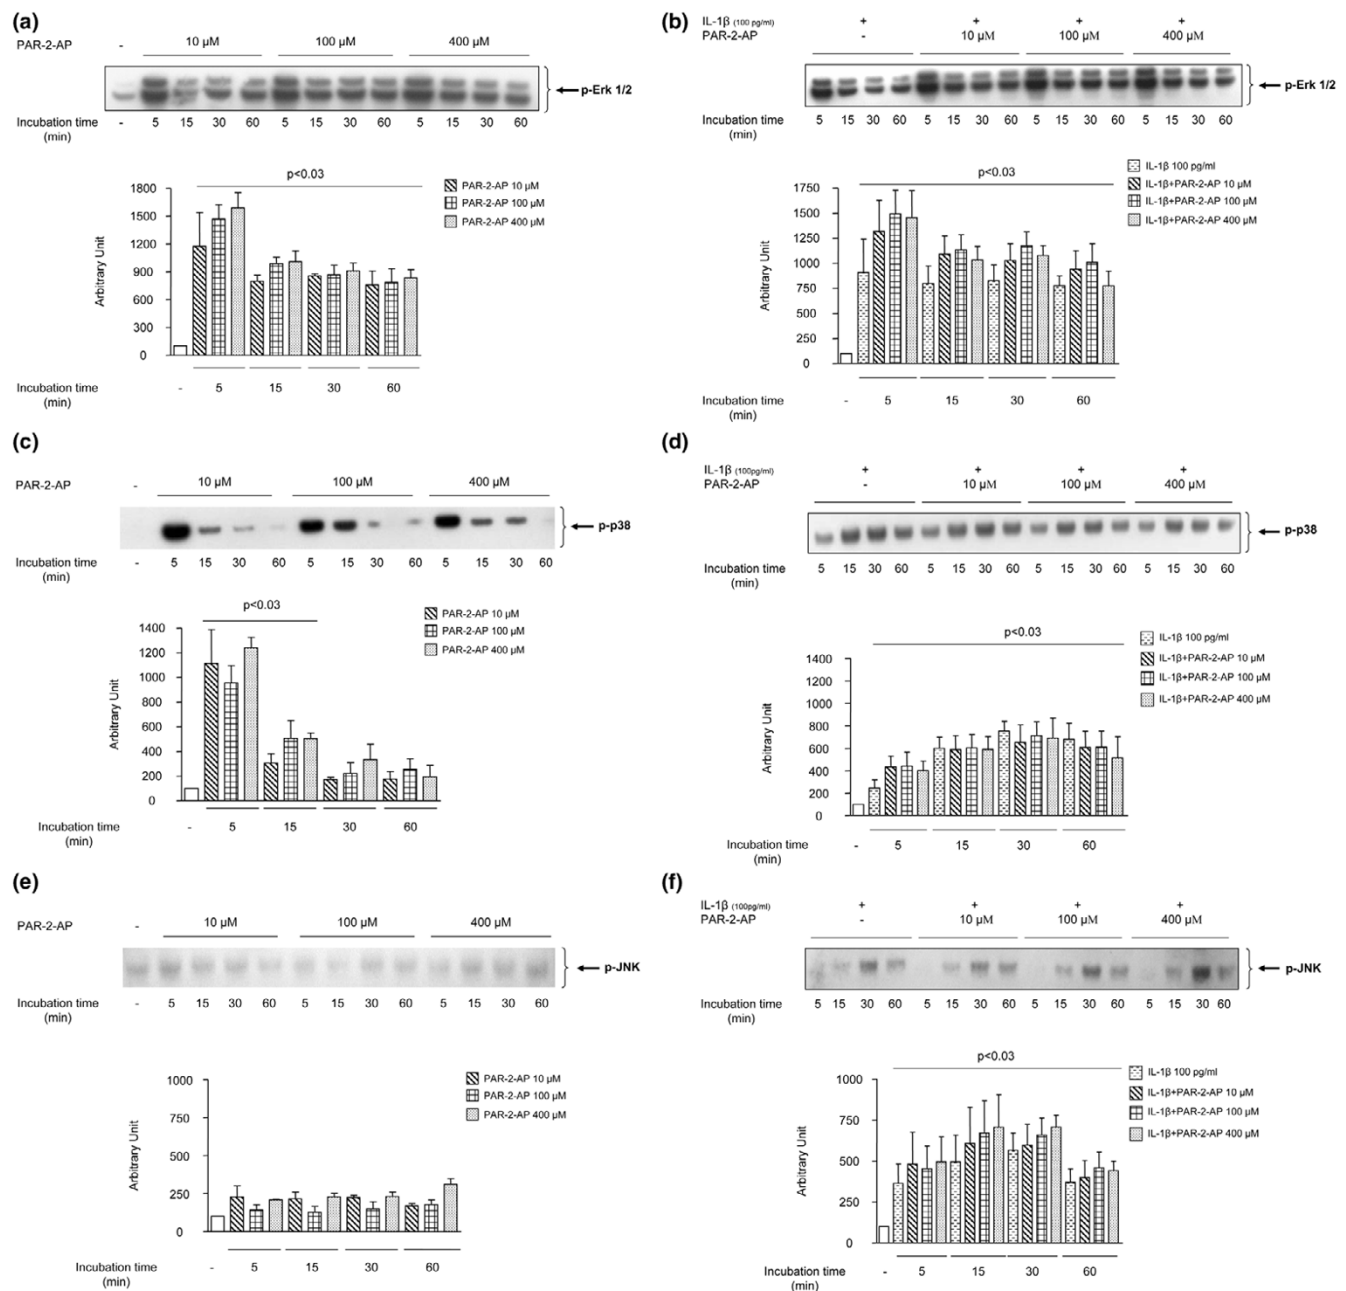 (a)
PAR-2-AP - 10 µM 100 µM 400 µM
p-Erk 1/2
Incubation time (min) - 5 15 30 60 5 15 30 60 5 15 30 60
p<0.03
PAR-2-AP 10 µM
PAR-2-AP 100 µM
PAR-2-AP 400 µM
Arbitrary Unit
1800
1500
1200
900
600
300
0
Incubation time (min) - 5 15 30 60
(b)
IL-1β (100 pg/ml) + + + +
PAR-2-AP - 10 µM 100 µM 400 µM
p-Erk 1/2
Incubation time (min) 5 15 30 60 5 15 30 60 5 15 30 60 5 15 30 60
p<0.03
IL-1β 100 pg/ml
IL-1β+PAR-2-AP 10 µM
IL-1β+PAR-2-AP 100 µM
IL-1β+PAR-2-AP 400 µM
Arbitrary Unit
1750
1500
1250
1000
750
500
250
0
Incubation time (min) - 5 15 30 60
(c)
PAR-2-AP - 10 µM 100 µM 400 µM
p-p38
Incubation time (min) - 5 15 30 60 5 15 30 60 5 15 30 60
p<0.03
PAR-2-AP 10 µM
PAR-2-AP 100 µM
PAR-2-AP 400 µM
Arbitrary Unit
1400
1200
1000
800
600
400
200
0
Incubation time (min) - 5 15 30 60
(d)
IL-1β (100pg/ml) + + + +
PAR-2-AP - 10 µM 100 µM 400 µM
p-p38
Incubation time (min) 5 15 30 60 5 15 30 60 5 15 30 60 5 15 30 60
p<0.03
IL-1β 100 pg/ml
IL-1β+PAR-2-AP 10 µM
IL-1β+PAR-2-AP 100 µM
IL-1β+PAR-2-AP 400 µM
Arbitrary Unit
1400
1200
1000
800
600
400
200
0
Incubation time (min) - 5 15 30 60
(e)
PAR-2-AP - 10 µM 100 µM 400 µM
p-JNK
Incubation time (min) - 5 15 30 60 5 15 30 60 5 15 30 60
PAR-2-AP 10 µM
PAR-2-AP 100 µM
PAR-2-AP 400 µM
Arbitrary Unit
1000
750
500
250
0
Incubation time (min) - 5 15 30 60
(f)
IL-1β (100pg/ml) + + + +
PAR-2-AP - 10 µM 100 µM 400 µM
p-JNK
Incubation time (min) 5 15 30 60 5 15 30 60 5 15 30 60 5 15 30 60
p<0.03
IL-1β 100 pg/ml
IL-1β+PAR-2-AP 10 µM
IL-1β+PAR-2-AP 100 µM
IL-1β+PAR-2-AP 400 µM
Arbitrary Unit
1000
750
500
250
0
Incubation time (min) - 5 15 30 60